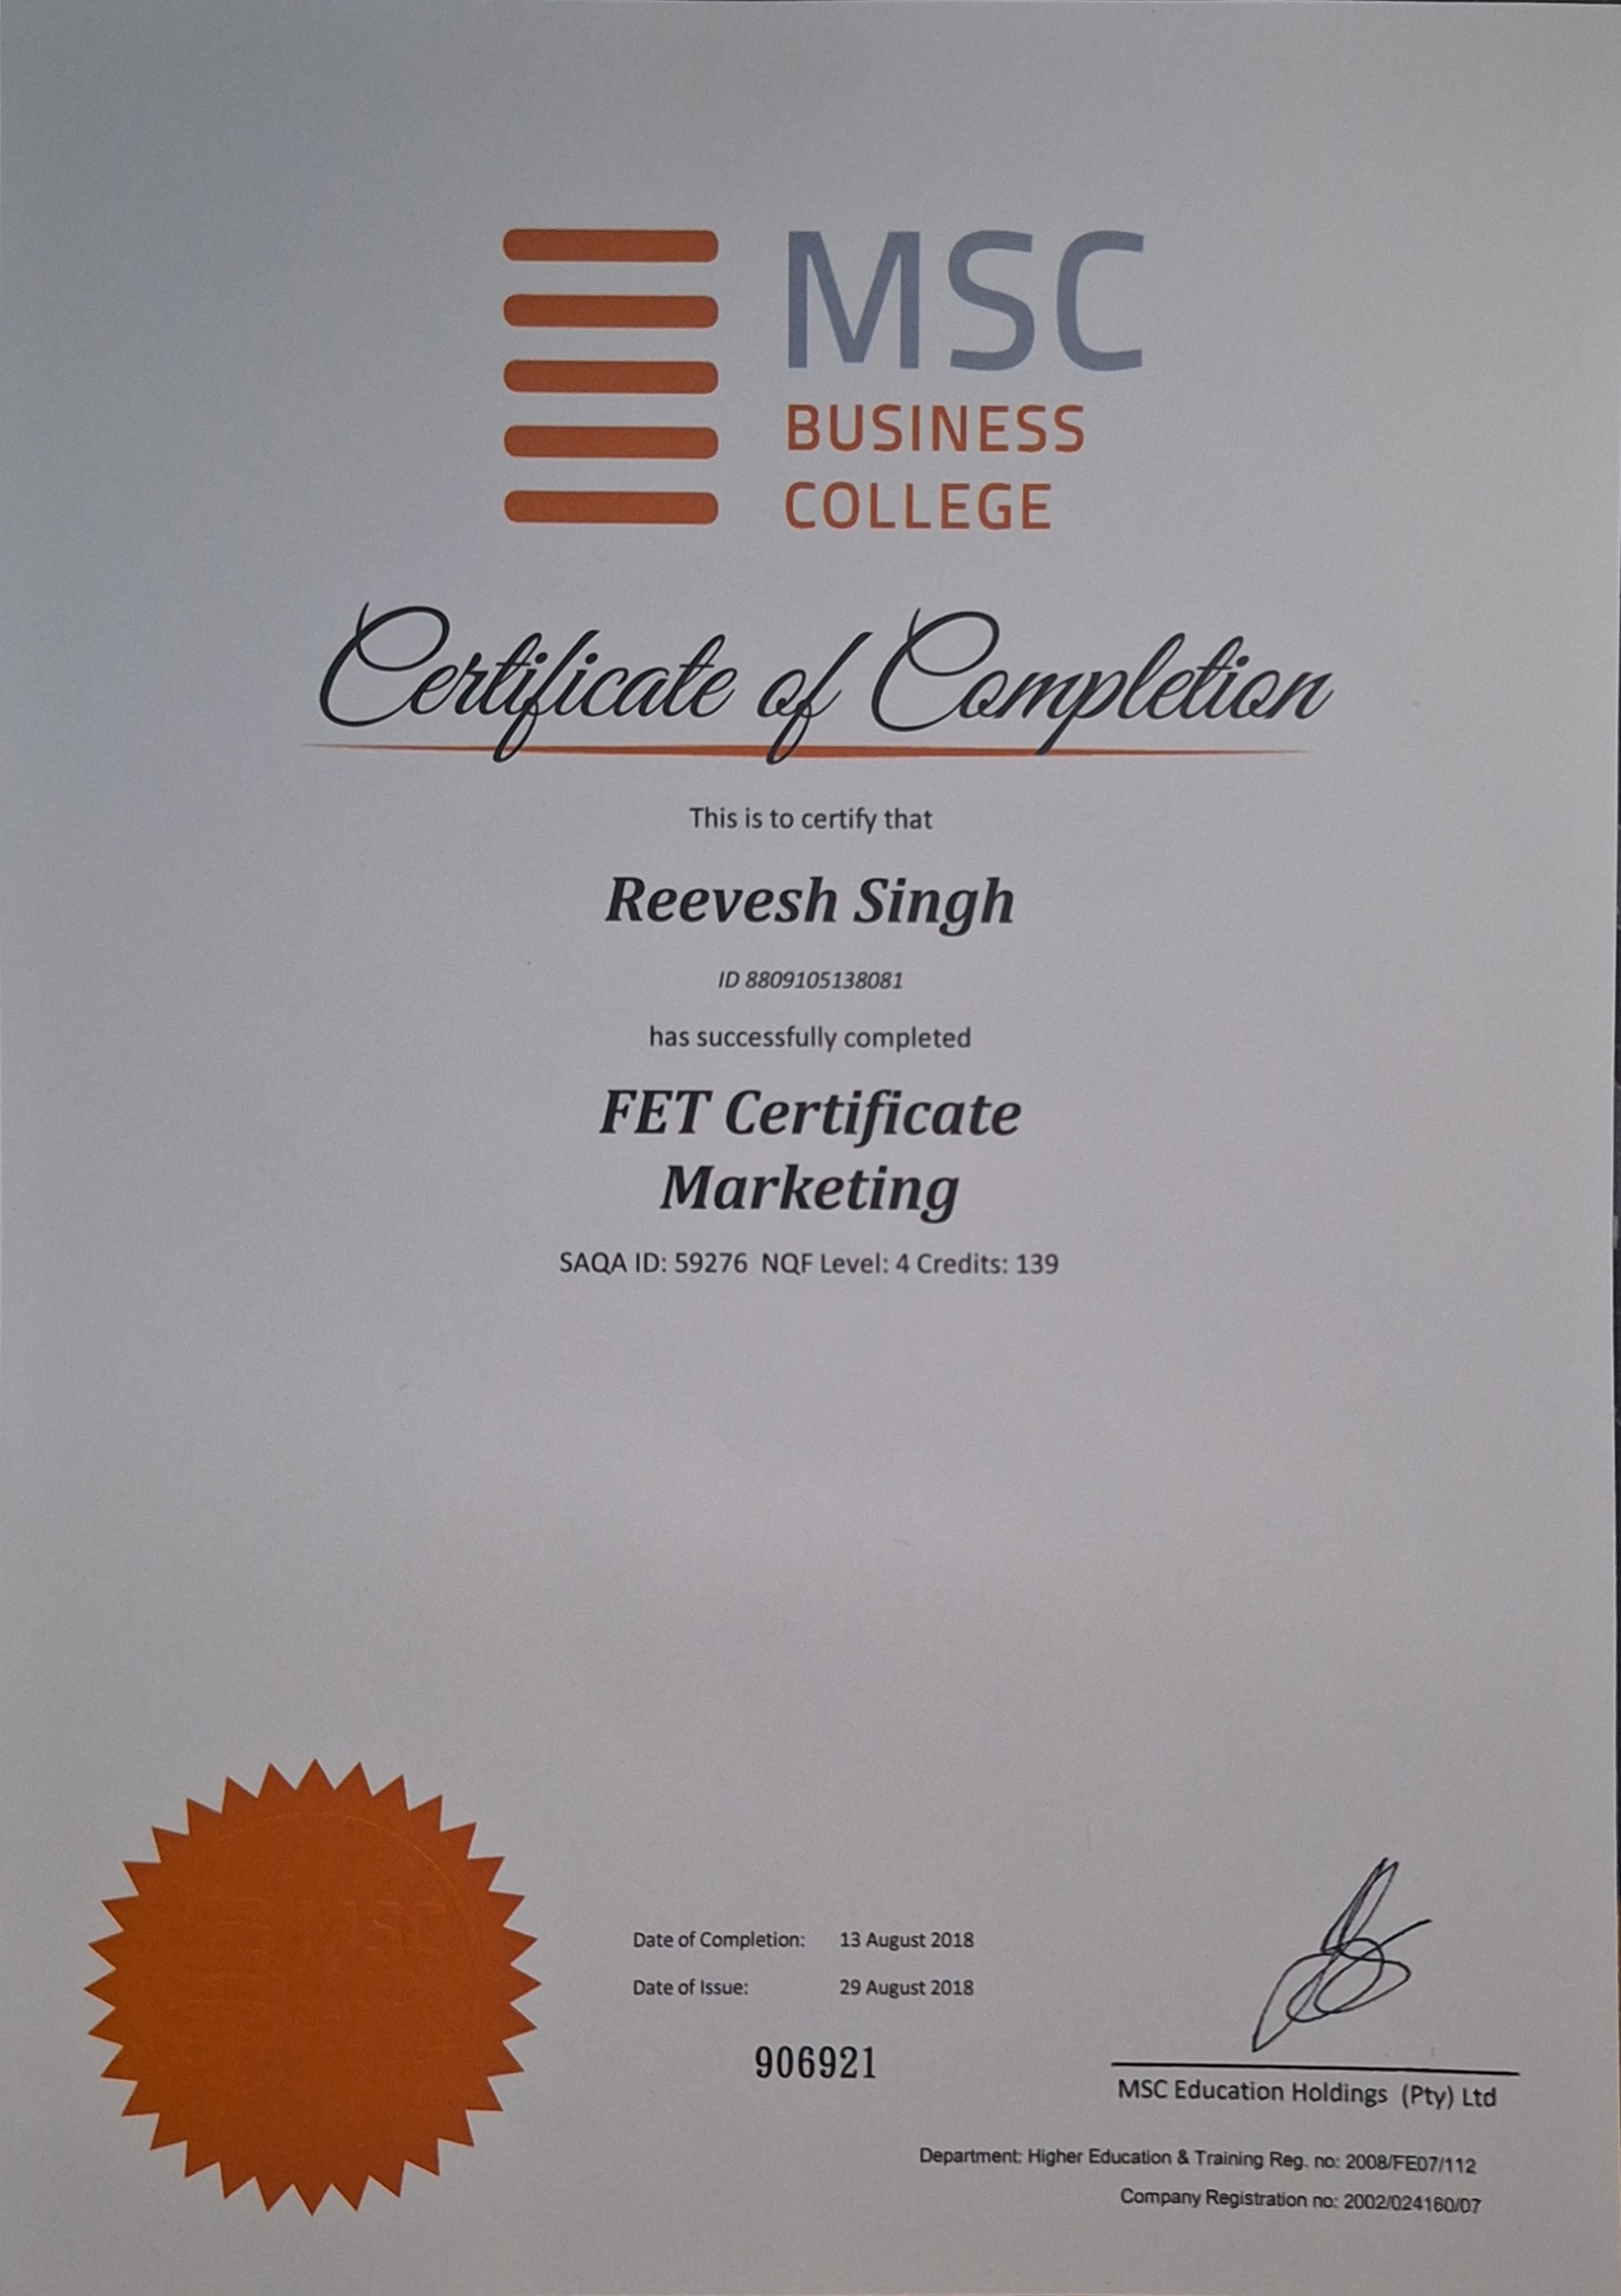 MSC
BUSINESS
COLLEGE
Certificate of Completion
This is to certify that
Reevesh Singh
ID 8809105138081
has successfully completed
FET Certificate
Marketing
SAQA ID: 59276 NQF Level: 4 Credits: 139
MSC
Date of Completion: 13 August 2018
Date of Issue: 29 August 2018
906921
MSC Education Holdings (Pty) Ltd
Department: Higher Education & Training Reg. no: 2008/FE07/112
Company Registration no: 2002/024160/07